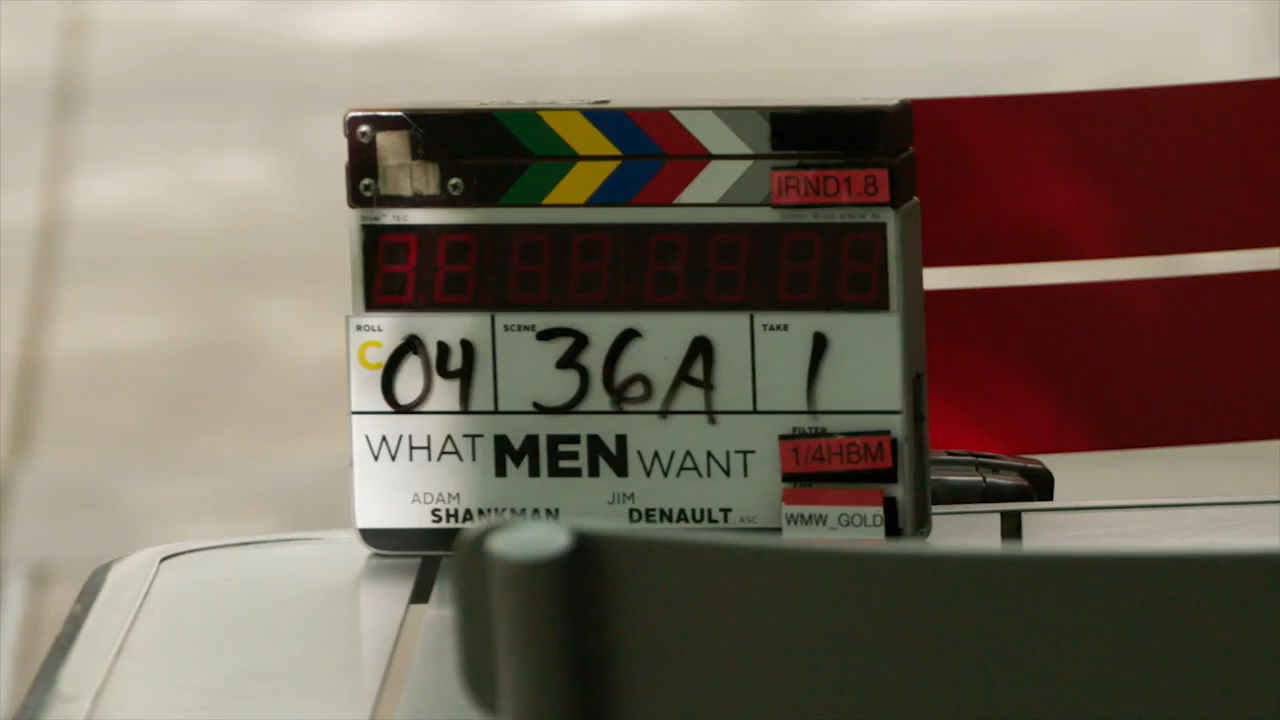 IRND1.8
ROLL SCENE TAKE
C04 36A 1
WHAT MEN WANT
FILTER
1/4HBM
ADAM SHANKMAN
JIM DENAULT, ASC
WMW_GOLD